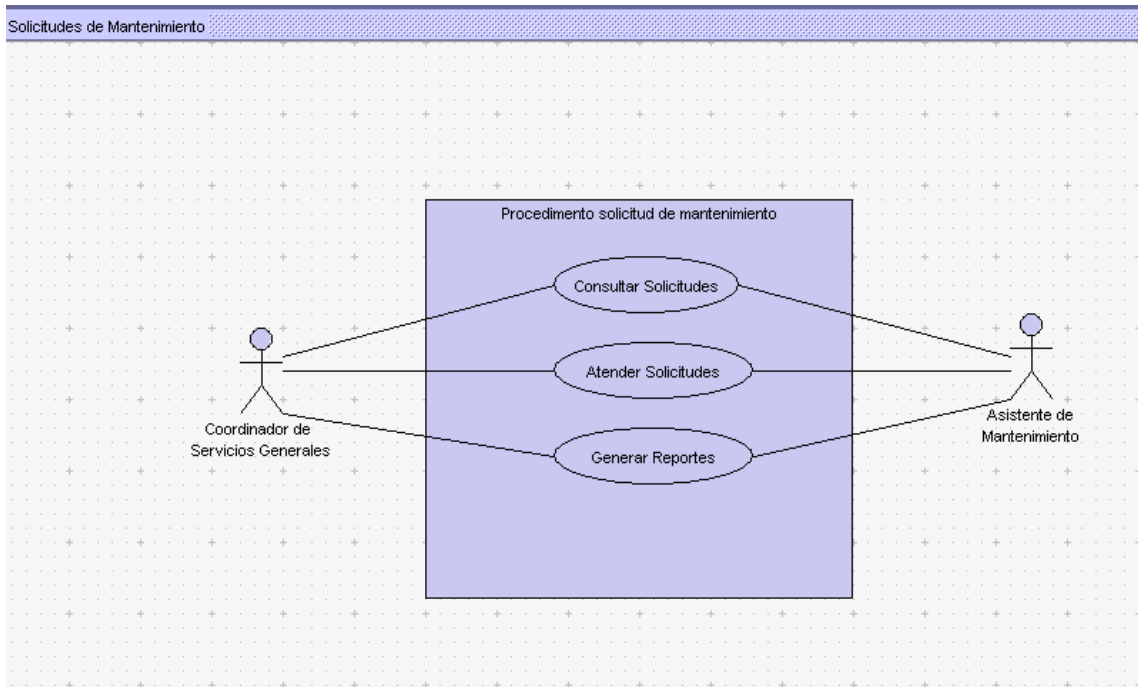 Solicitudes de Mantenimiento
Procedimento solicitud de mantenimiento
Consultar Solicitudes
Atender Solicitudes
Generar Reportes
Coordinador de
Servicios Generales
Asistente de
Mantenimiento